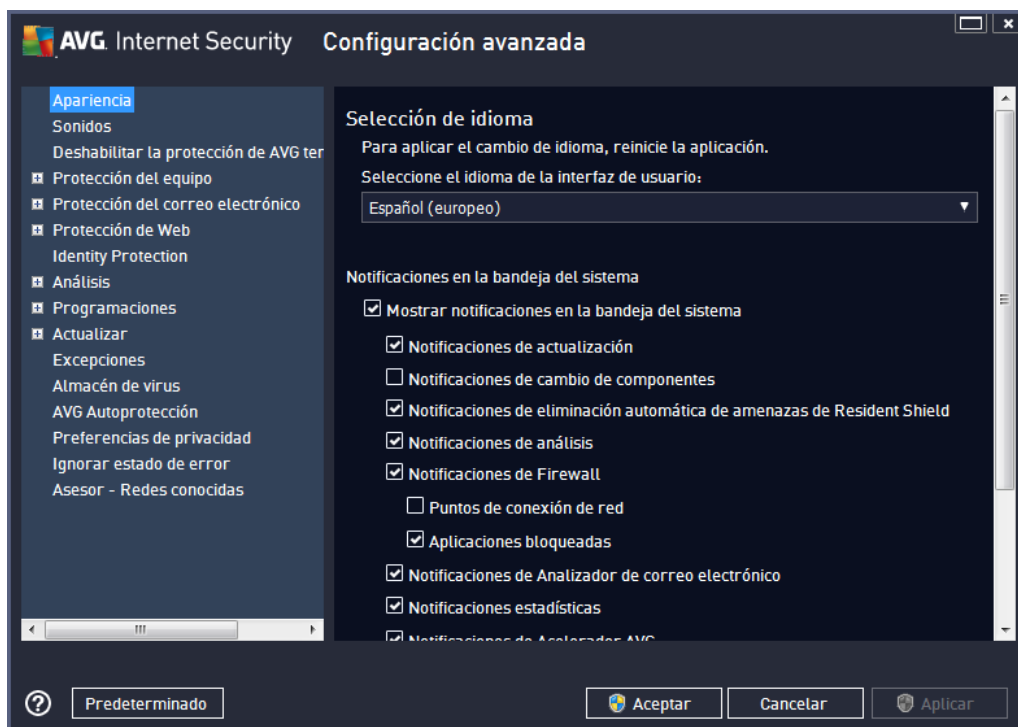 AVG. Internet Security
Configuración avanzada
Apariencia
Sonidos
Deshabilitar la protección de AVG ter
Protección del equipo
Protección del correo electrónico
Protección de Web
Identity Protection
Análisis
Programaciones
Actualizar
Excepciones
Almacén de virus
AVG Autoprotección
Preferencias de privacidad
Ignorar estado de error
Asesor - Redes conocidas
Selección de idioma
Para aplicar el cambio de idioma, reinicie la aplicación.
Seleccione el idioma de la interfaz de usuario:
Español (europeo)
Notificaciones en la bandeja del sistema
Mostrar notificaciones en la bandeja del sistema
Notificaciones de actualización
Notificaciones de cambio de componentes
Notificaciones de eliminación automática de amenazas de Resident Shield
Notificaciones de análisis
Notificaciones de Firewall
Puntos de conexión de red
Aplicaciones bloqueadas
Notificaciones de Analizador de correo electrónico
Notificaciones estadísticas
Notificaciones de Acelerador AVG
Predeterminado
Aceptar
Cancelar
Aplicar